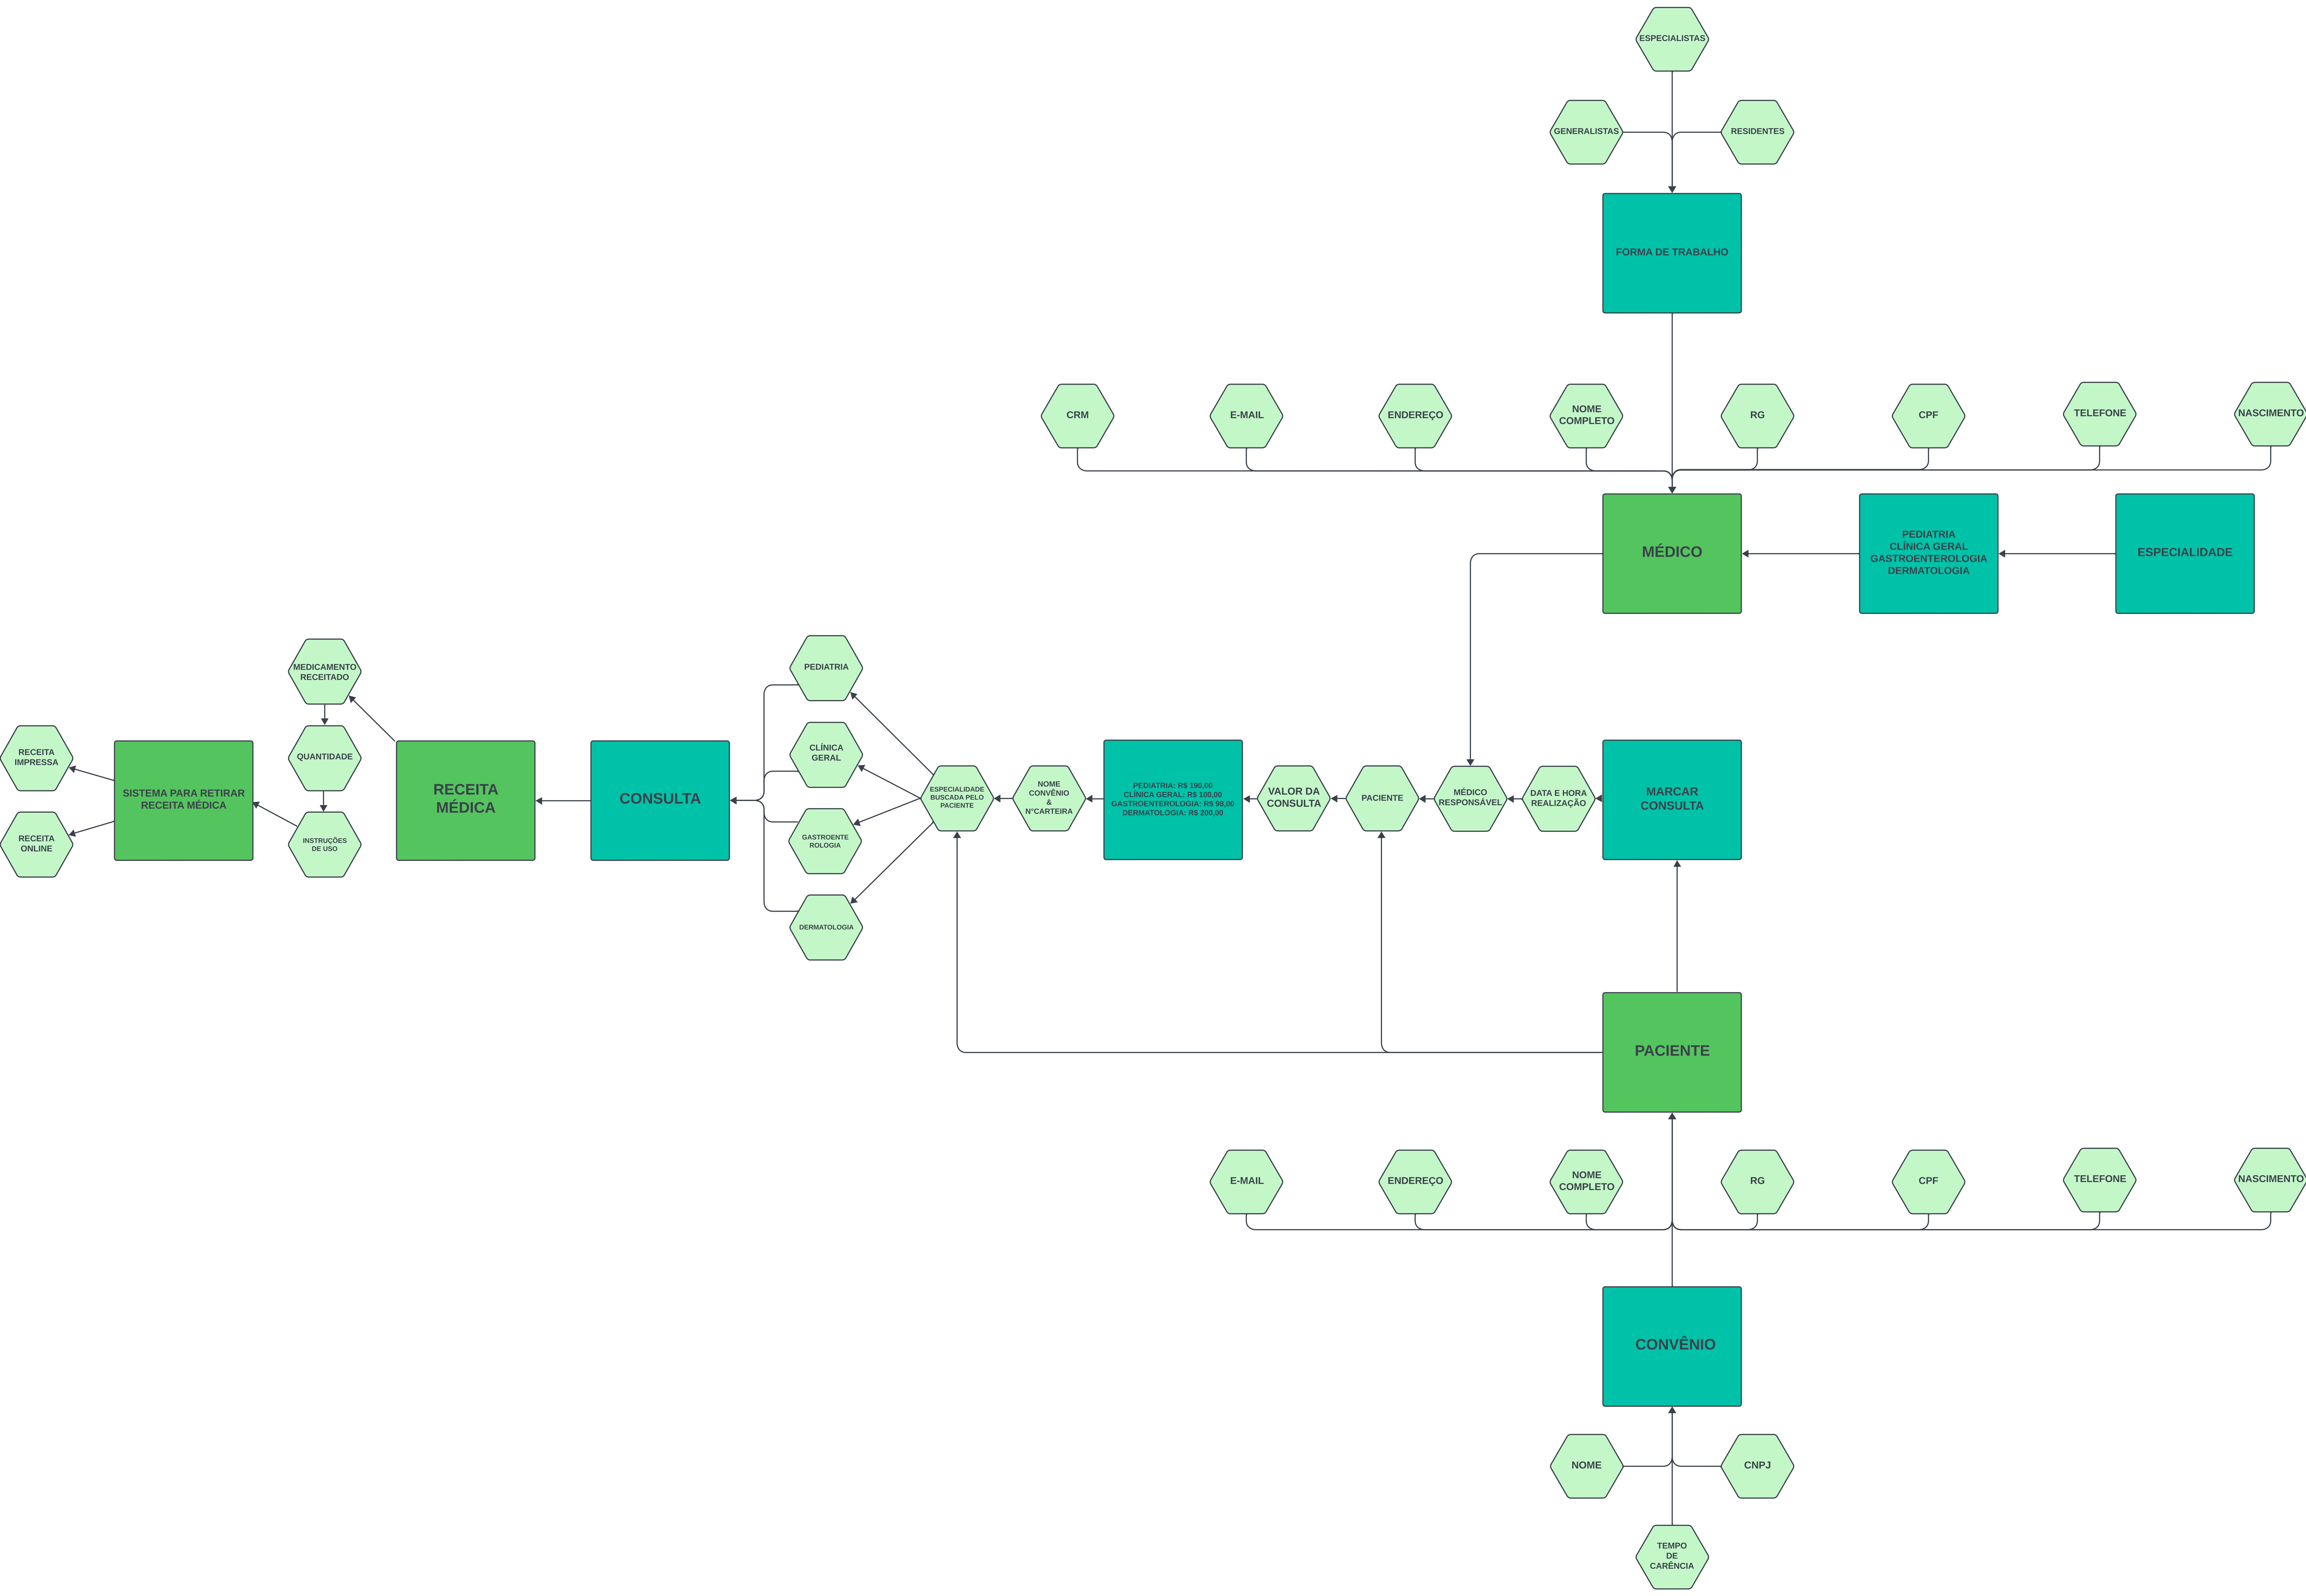 ESPECIALISTAS
GENERALISTAS
RESIDENTES
FORMA DE TRABALHO
CRM
E-MAIL
ENDEREÇO
NOME
COMPLETO
RG
CPF
TELEFONE
NASCIMENTO
MÉDICO
PEDIATRIA
CLÍNICA GERAL
GASTROENTEROLOGIA
DERMATOLOGIA
ESPECIALIDADE
MEDICAMENTO
RECEITADO
RECEITA
IMPRESSA
RECEITA
ONLINE
SISTEMA PARA RETIRAR
RECEITA MÉDICA
QUANTIDADE
INSTRUÇÕES
DE USO
RECEITA
MÉDICA
CONSULTA
PEDIATRIA
CLÍNICA
GERAL
GASTROENTE
ROLOGIA
DERMATOLOGIA
ESPECIALIDADE
BUSCADA PELO
PACIENTE
NOME
CONVÊNIO
&
N°CARTEIRA
PEDIATRIA: R$ 190,00
CLÍNICA GERAL: R$ 100,00
GASTROENTEROLOGIA: R$ 98,00
DERMATOLOGIA: R$ 200,00
VALOR DA
CONSULTA
PACIENTE
MÉDICO
RESPONSÁVEL
DATA E HORA
REALIZAÇÃO
MARCAR
CONSULTA
PACIENTE
E-MAIL
ENDEREÇO
NOME
COMPLETO
RG
CPF
TELEFONE
NASCIMENTO
CONVÊNIO
NOME
CNPJ
TEMPO
DE
CARÊNCIA